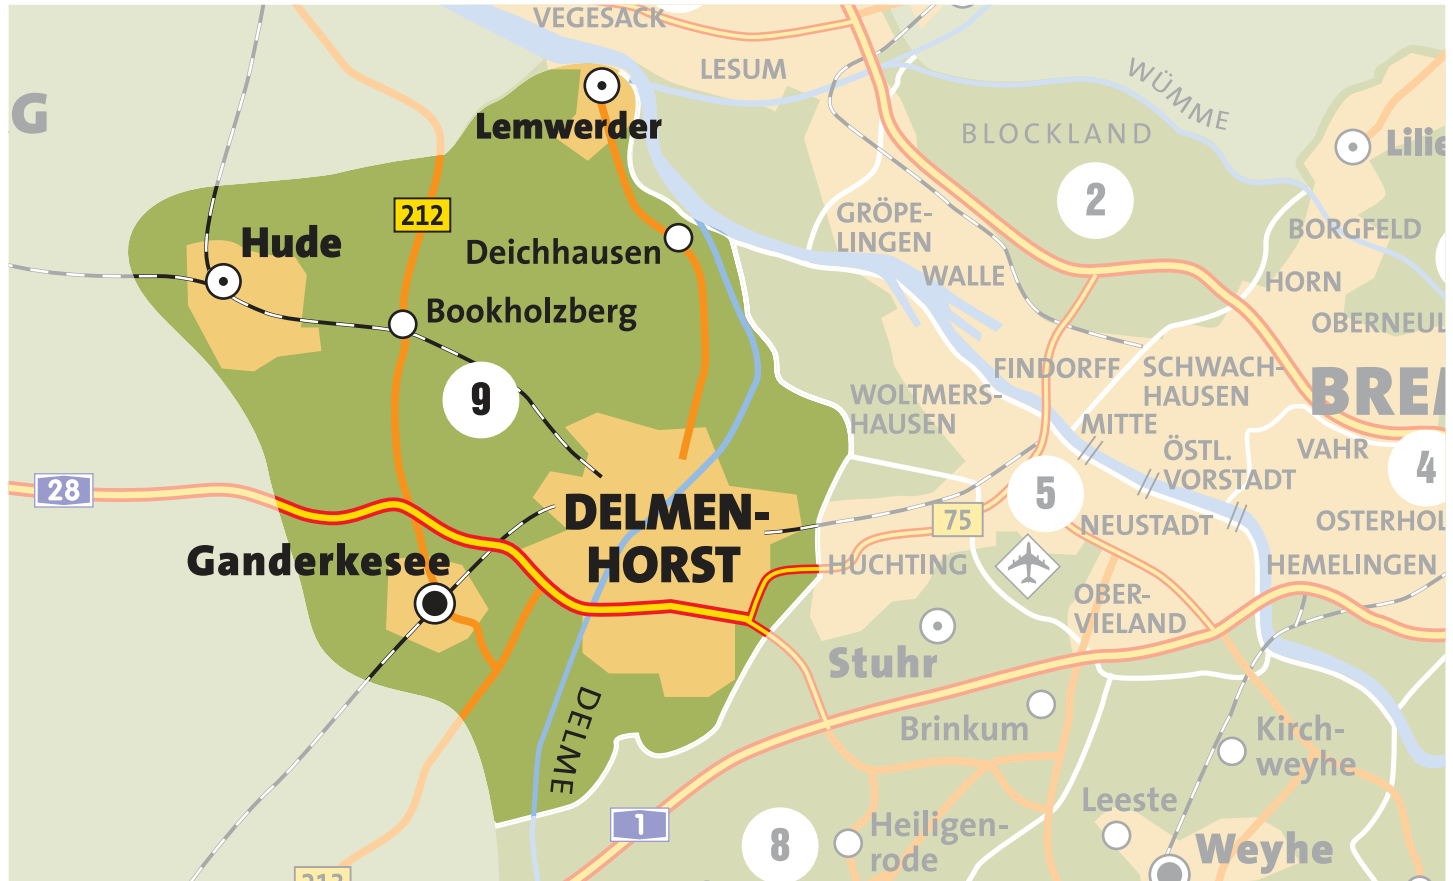 VEGESACK
LESUM
WÜMME
G
Lemwerder
BLOCKLAND
Lilie
2
212
GRÖPE-
LINGEN
BORGFELD
Hude
Deichhausen
WALLE
HORN
Bookholzberg
OBERNEUL
9
FINDORFF
SCHWACH-
HAUSEN
WOLTMERS-
HAUSEN
BREM
MITTE
ÖSTL.
VORSTADT
VAHR
4
28
5
DELMEN-
HORST
75
NEUSTADT
OSTERHOL
Ganderkesee
HUCHTING
HEMELINGEN
OBER-
VIELAND
Stuhr
DELME
Brinkum
Kirch-
weyhe
Leeste
1
8
Heiligen-
rode
Weyhe
213